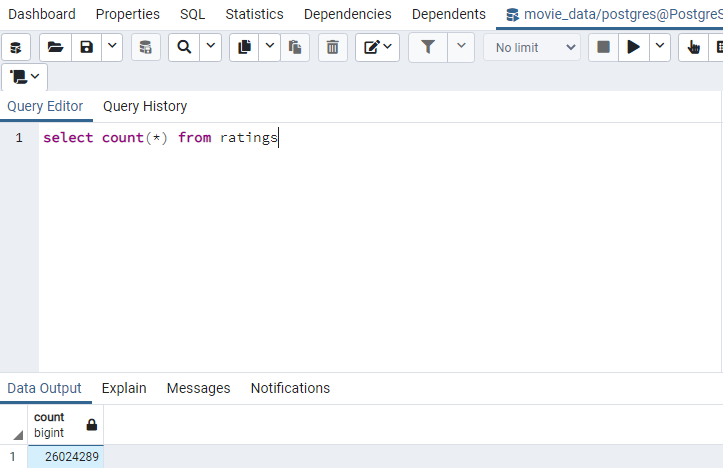 Dashboard Properties SQL Statistics Dependencies Dependents movie_data/postgres@PostgreS
No limit
Query Editor Query History
1 select count(*) from ratings
Data Output Explain Messages Notifications
count
bigint
1 26024289